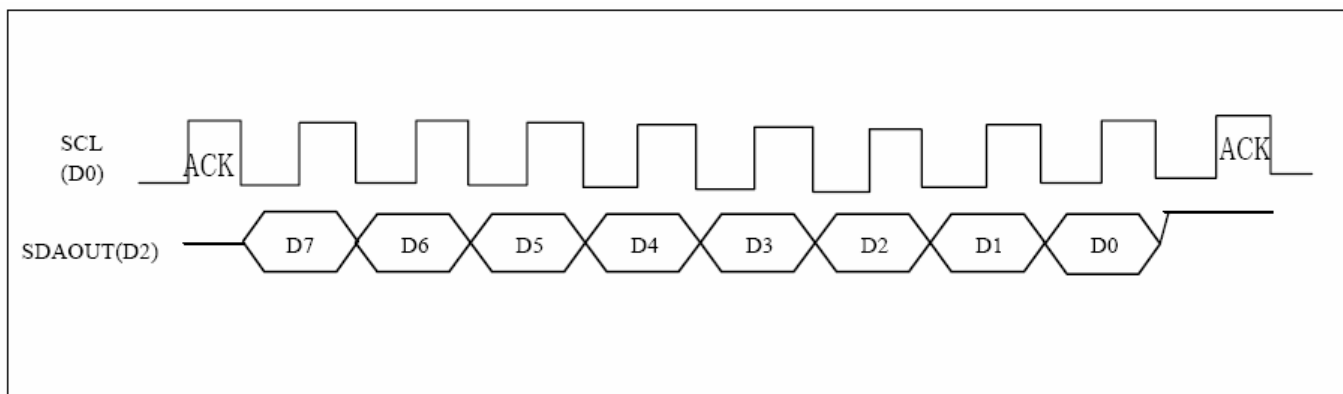 SCL
(D0)
ACK
ACK
SDAOUT(D2)
D7
D6
D5
D4
D3
D2
D1
D0